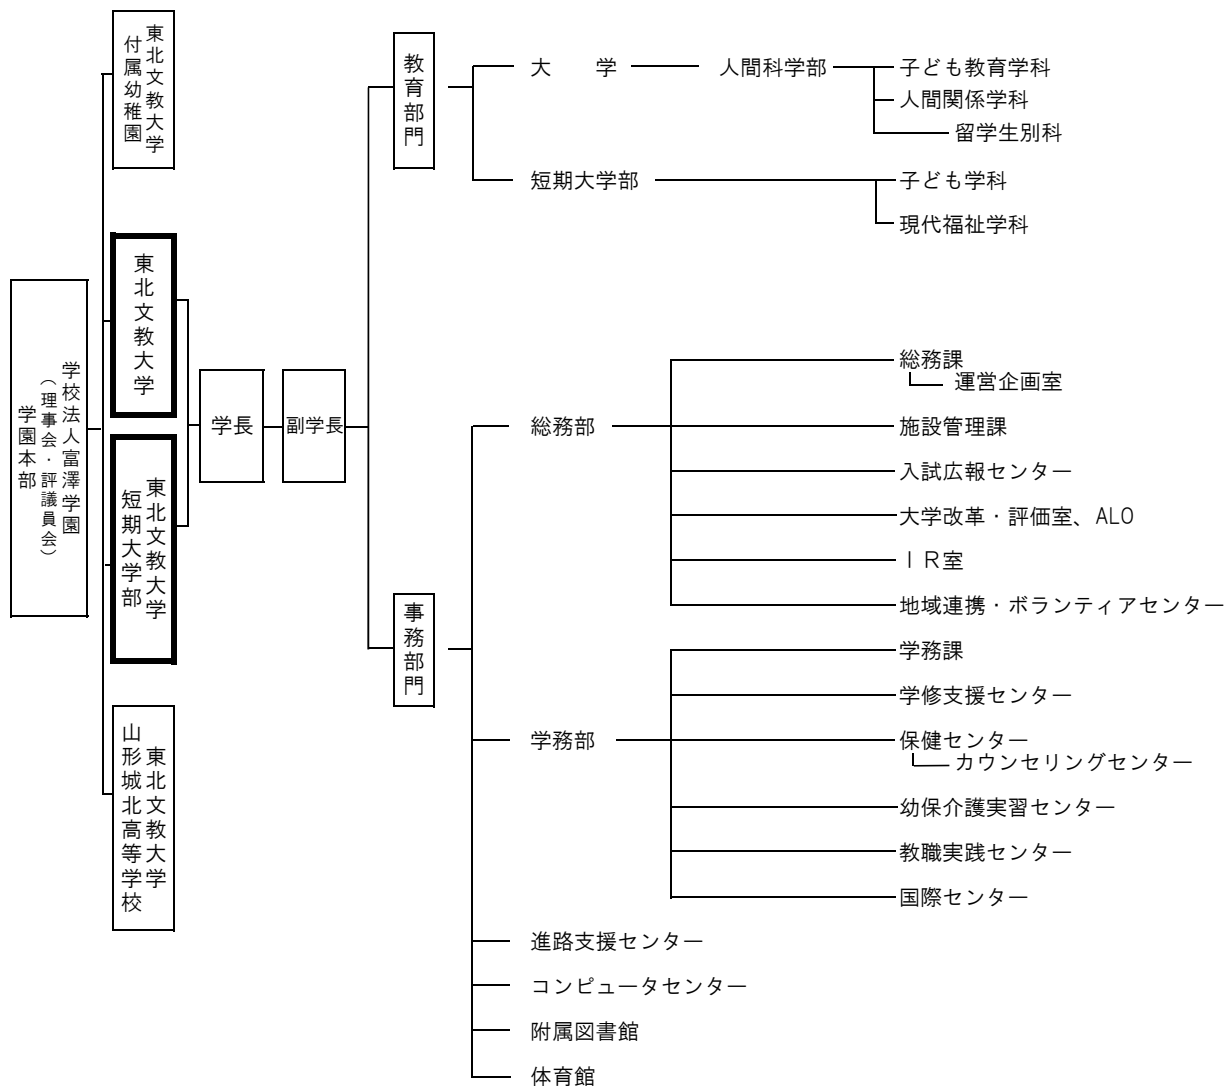 学校法人富澤学園
（理事会・評議員会）
学園本部
東北文教大学
付属幼稚園
東北文教大学
東北文教大学
短期大学部
東北文教大学
山形城北高等学校
学長
副学長
教育部門
大　学
人間科学部
子ども教育学科
人間関係学科
留学生別科
短期大学部
子ども学科
現代福祉学科
事務部門
総務部
総務課
運営企画室
施設管理課
入試広報センター
大学改革・評価室、ALO
ＩＲ室
地域連携・ボランティアセンター
学務部
学務課
学修支援センター
保健センター
カウンセリングセンター
幼保介護実習センター
教職実践センター
国際センター
進路支援センター
コンピュータセンター
附属図書館
体育館